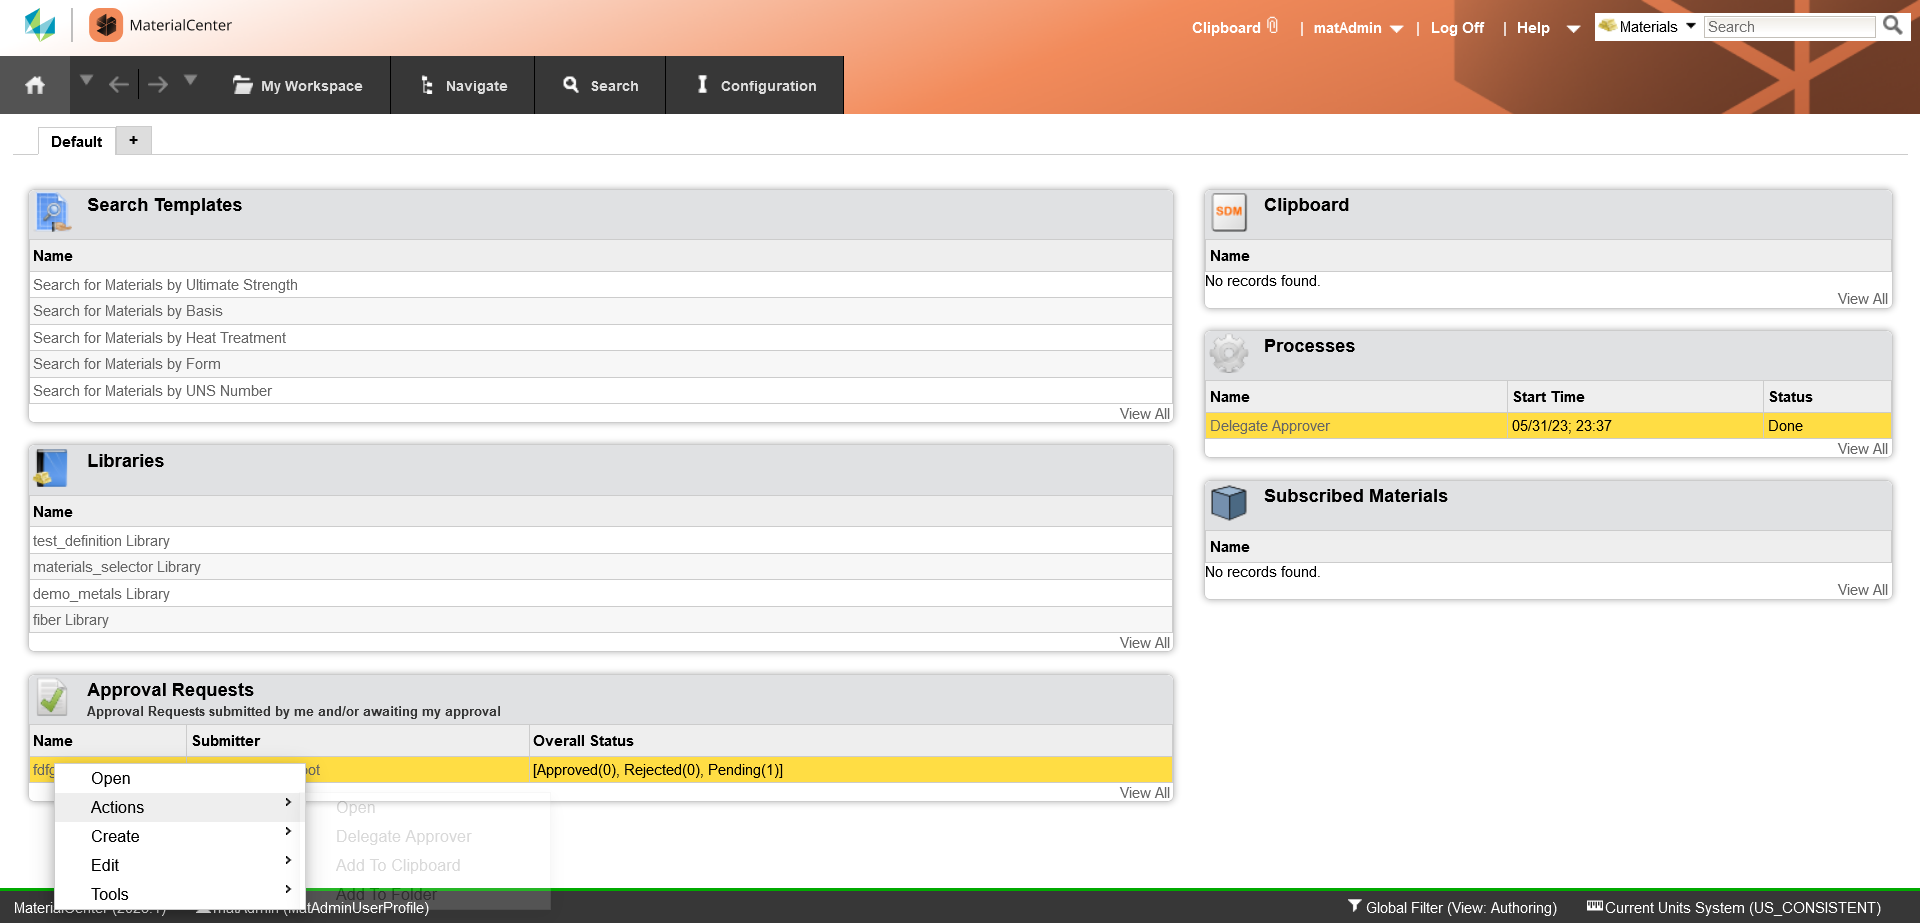 MaterialCenter
Clipboard | matAdmin | Log Off | Help Materials Search
My Workspace Navigate Search Configuration
Default +
Search Templates
Name
Search for Materials by Ultimate Strength
Search for Materials by Basis
Search for Materials by Heat Treatment
Search for Materials by Form
Search for Materials by UNS Number
View All
Libraries
Name
test_definition Library
materials_selector Library
demo_metals Library
fiber Library
View All
Approval Requests
Approval Requests submitted by me and/or awaiting my approval
Name Submitter Overall Status
[Approved(0), Rejected(0), Pending(1)]
View All
Open
Actions
Create
Edit
Tools
Open
Delegate Approver
Add To Clipboard
Add To Folder
SDM Clipboard
Name
No records found.
View All
Processes
Name Start Time Status
Delegate Approver 05/31/23; 23:37 Done
View All
Subscribed Materials
Name
No records found.
View All
(MatAdminUserProfile)
Global Filter (View: Authoring) Current Units System (US_CONSISTENT)